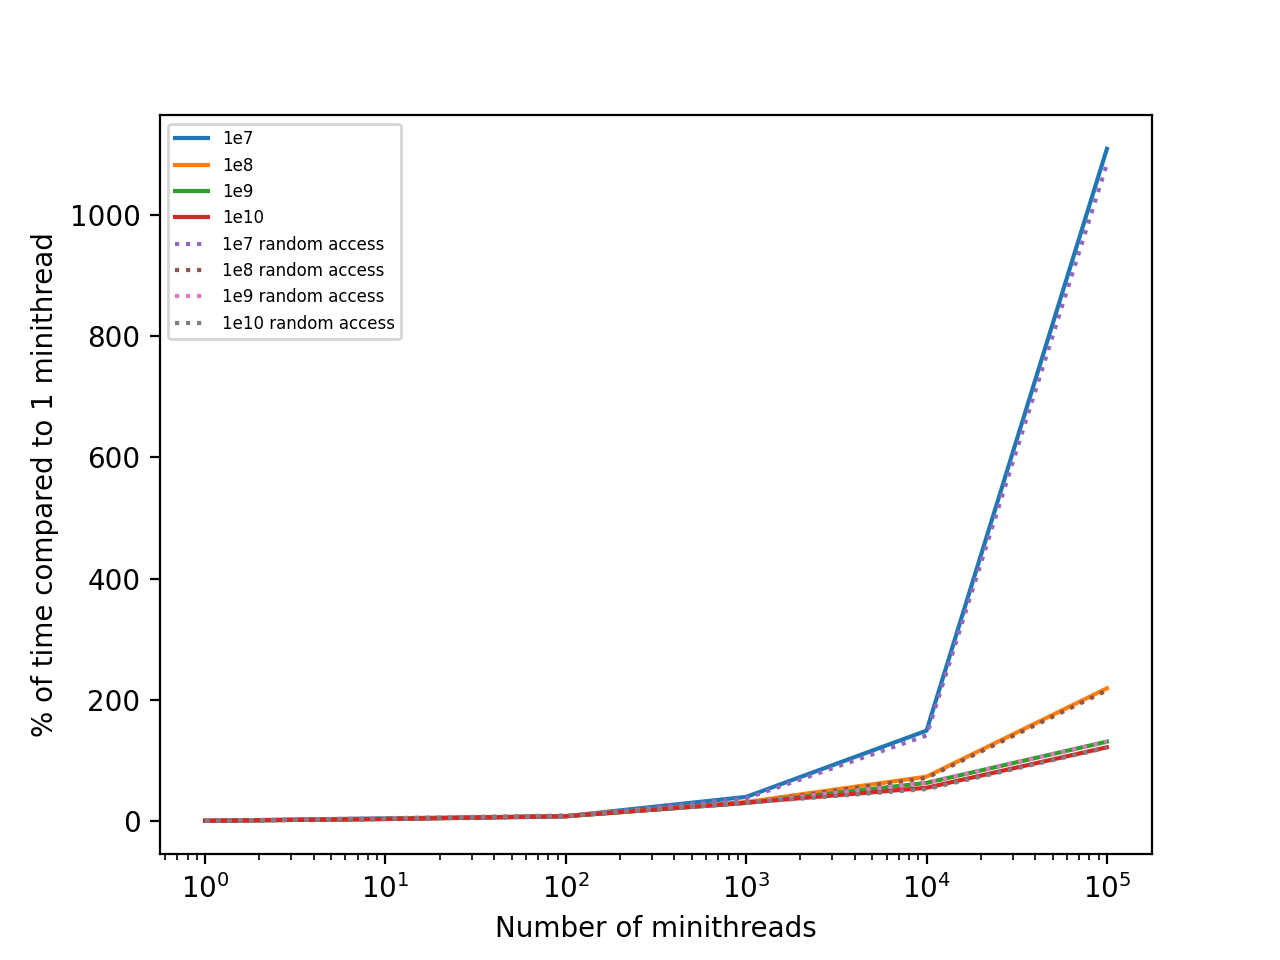 1e7
1e8
1e9
1e10
1e7 random access
1e8 random access
1e9 random access
1e10 random access
1000
800
600
400
200
0
% of time compared to 1 minithread
10⁰ 10¹ 10² 10³ 10⁴ 10⁵
Number of minithreads